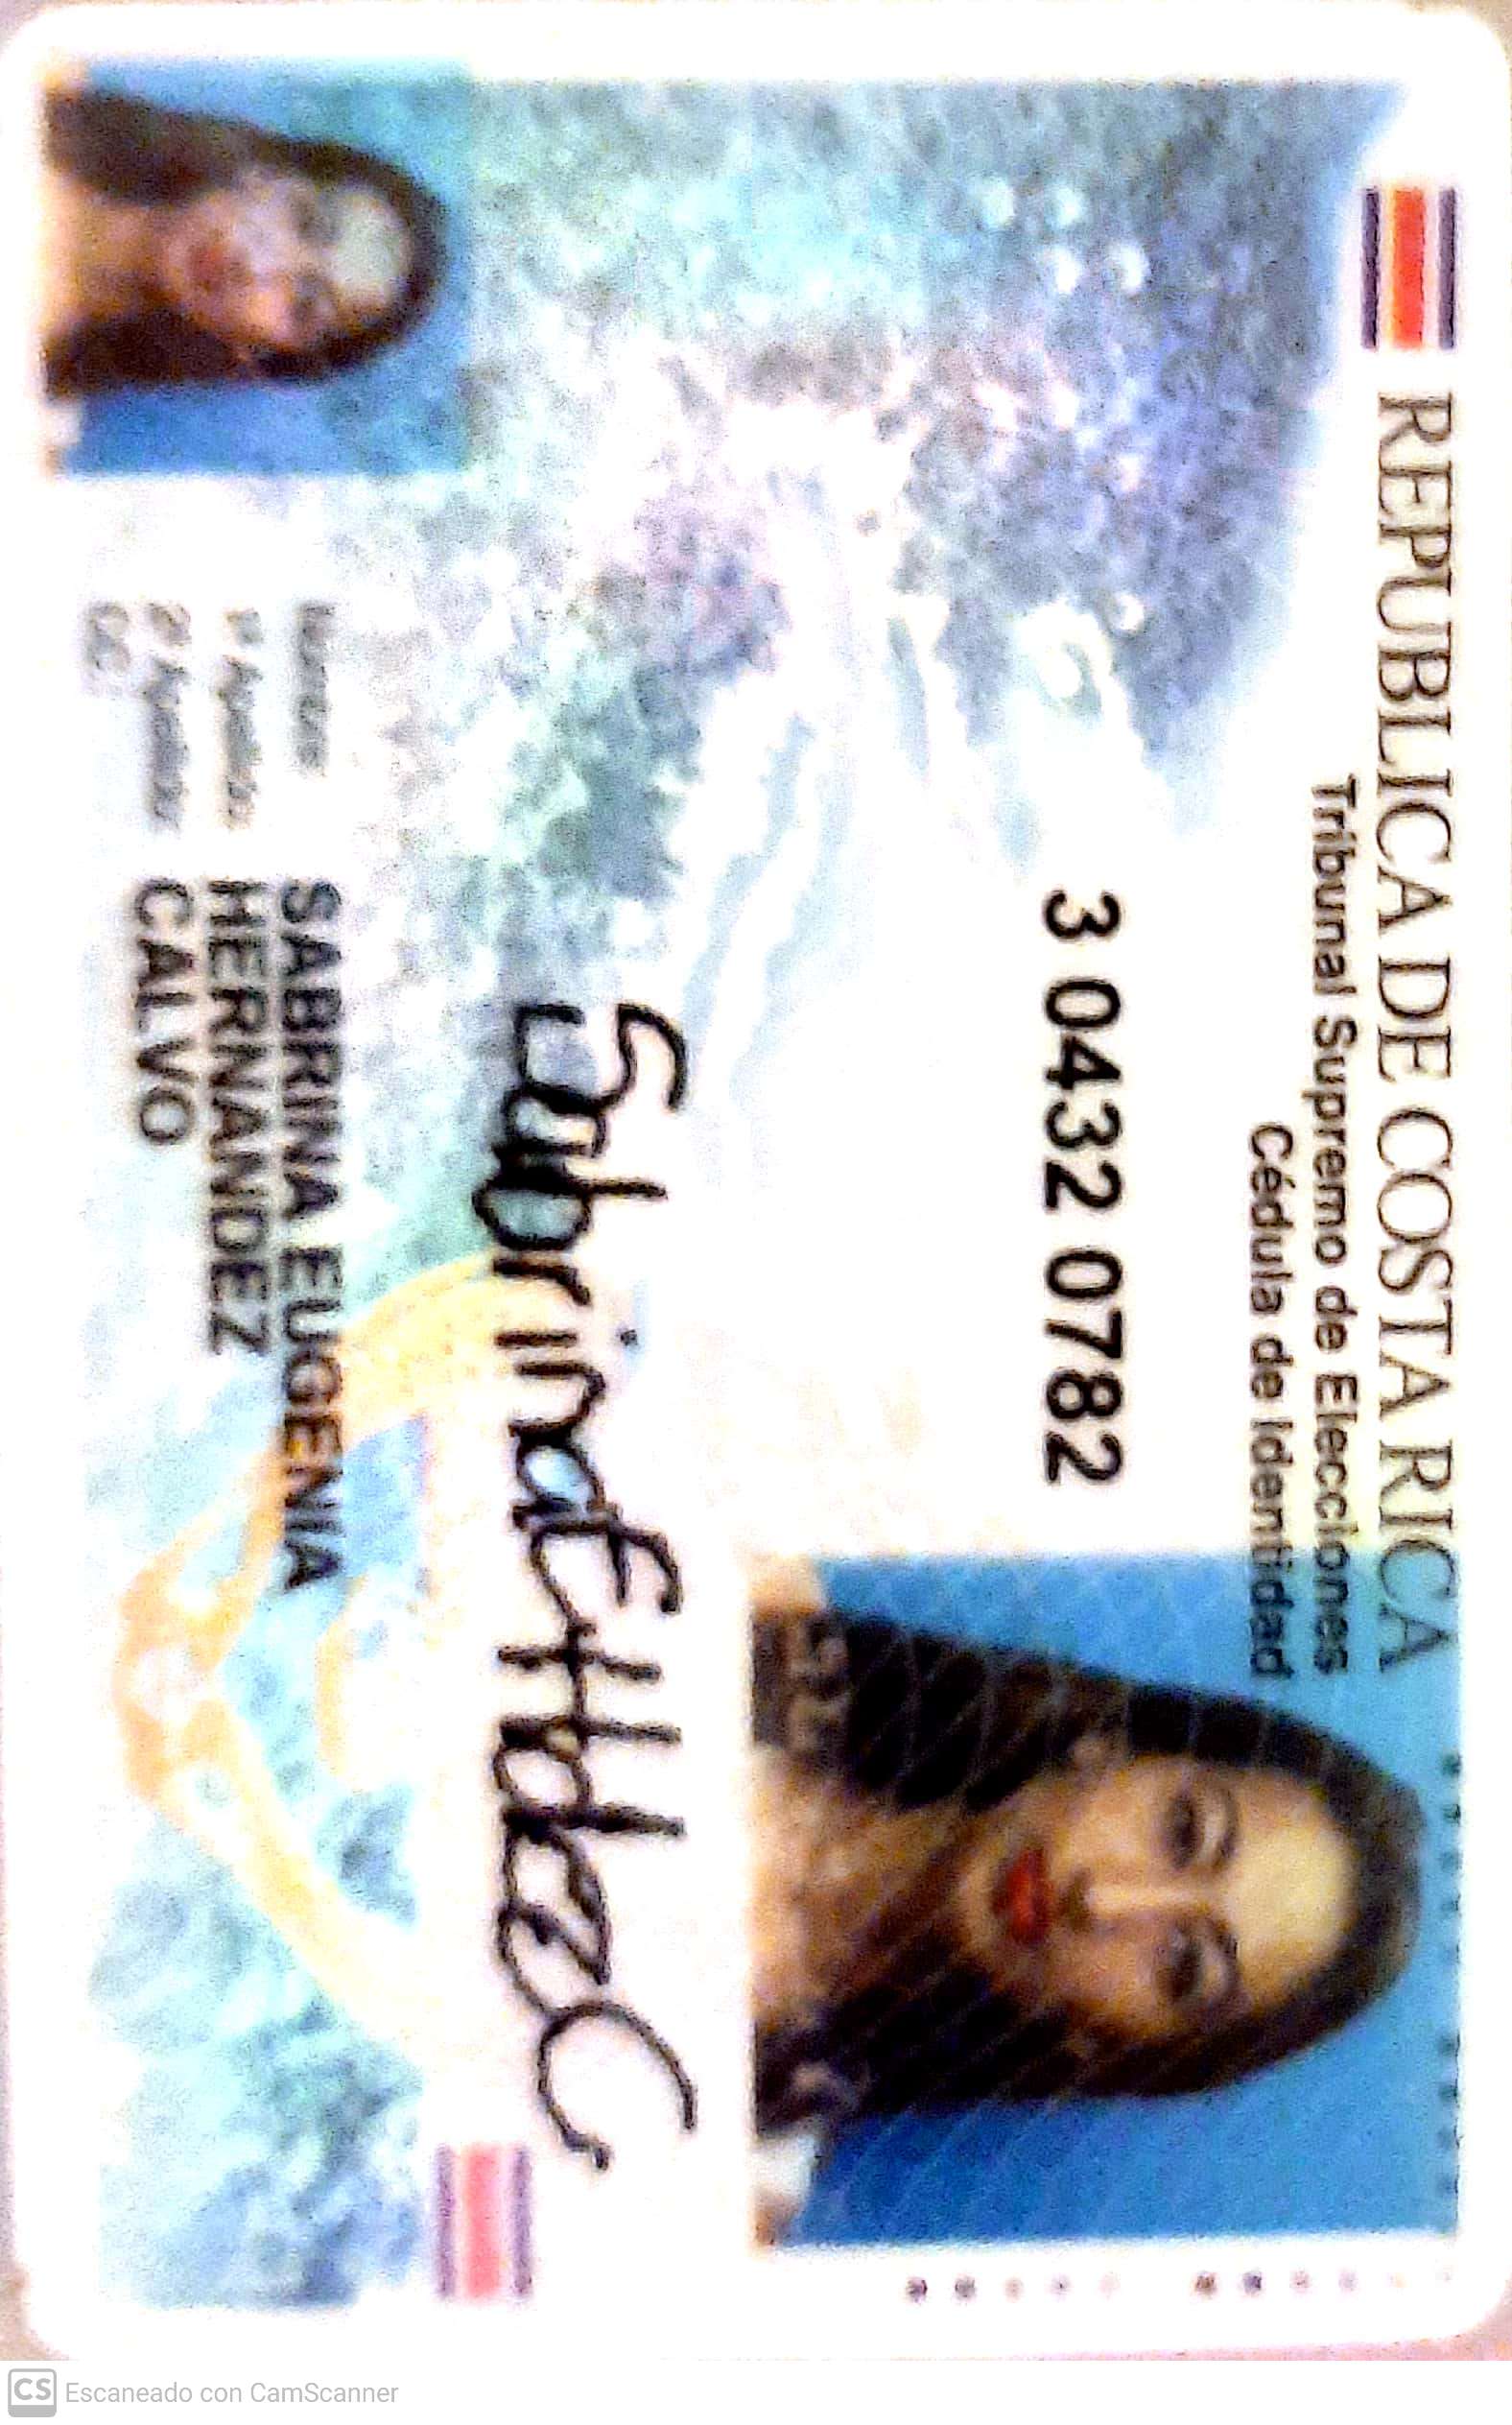 REPUBLICA DE COSTA RICA
Tribunal Supremo de Elecciones
Cédula de Identidad
3 0432 0782
Sabrina E Hdez C
SABRINA EUGENIA
1° Apellido HERNANDEZ
2° Apellido CALVO
CS Escaneado con CamScanner